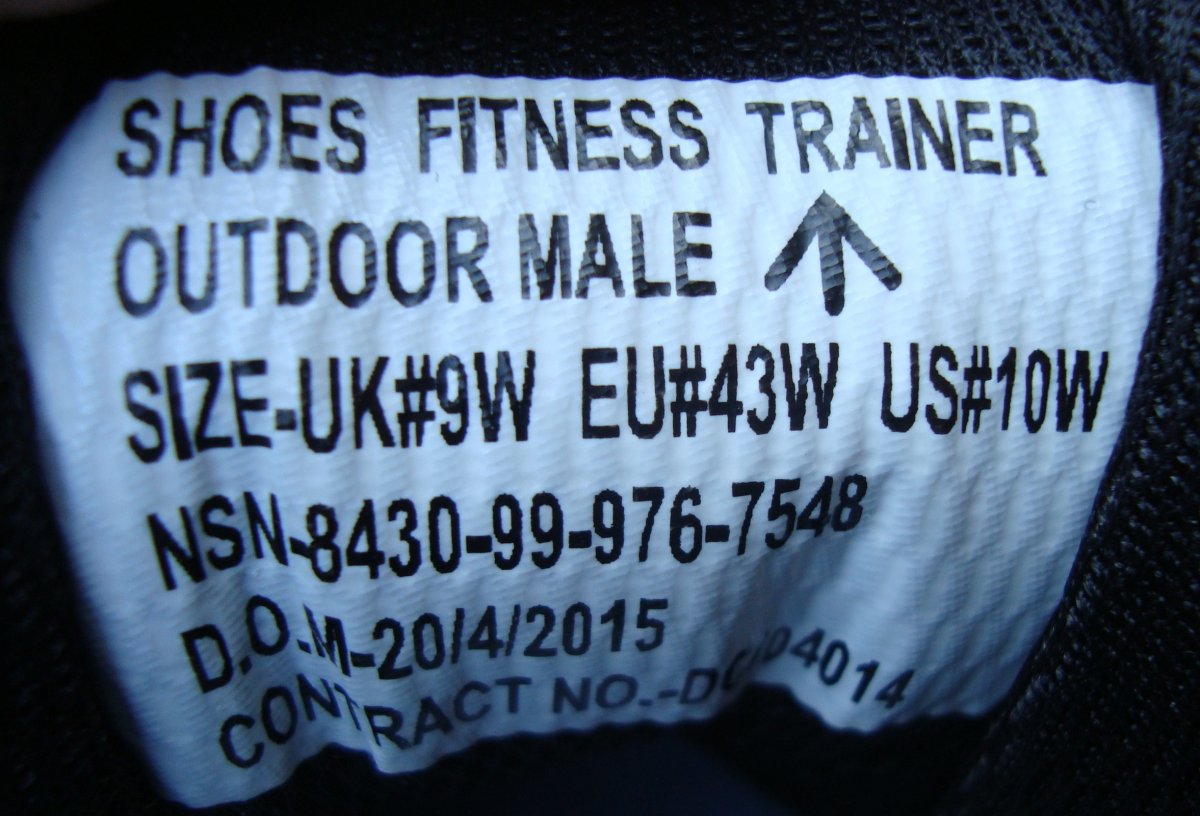 SHOES FITNESS TRAINER
OUTDOOR MALE
SIZE-UK#9W EU#43W US#10W
NSN-8430-99-976-7548
D.O.M-20/4/2015
CONTRACT NO.